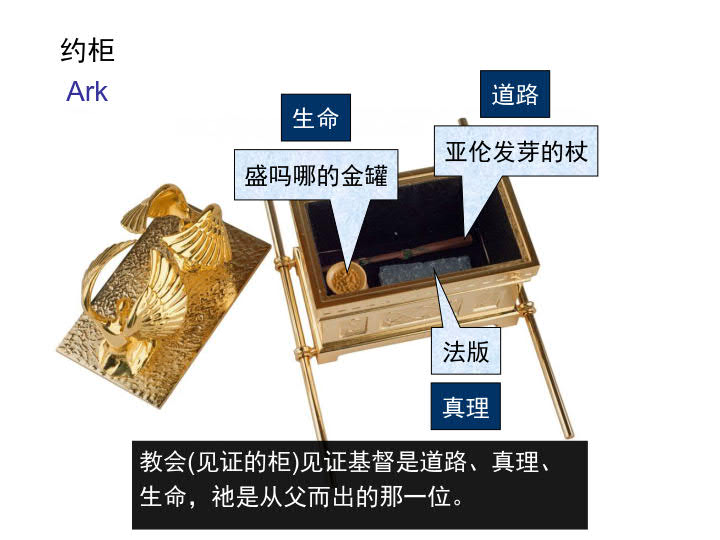 约柜
Ark
道路
生命
亚伦发芽的杖
盛吗哪的金罐
法版
真理
教会(见证的柜)见证基督是道路、真理、
生命，祂是从父而出的那一位。